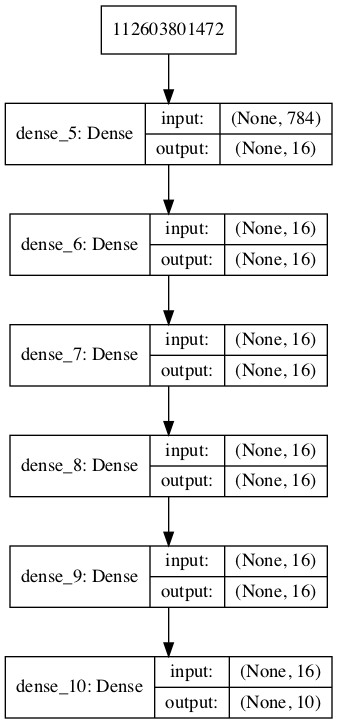 112603801472
dense_5: Dense
input: (None, 784)
output: (None, 16)
dense_6: Dense
input: (None, 16)
output: (None, 16)
dense_7: Dense
input: (None, 16)
output: (None, 16)
dense_8: Dense
input: (None, 16)
output: (None, 16)
dense_9: Dense
input: (None, 16)
output: (None, 16)
dense_10: Dense
input: (None, 16)
output: (None, 10)